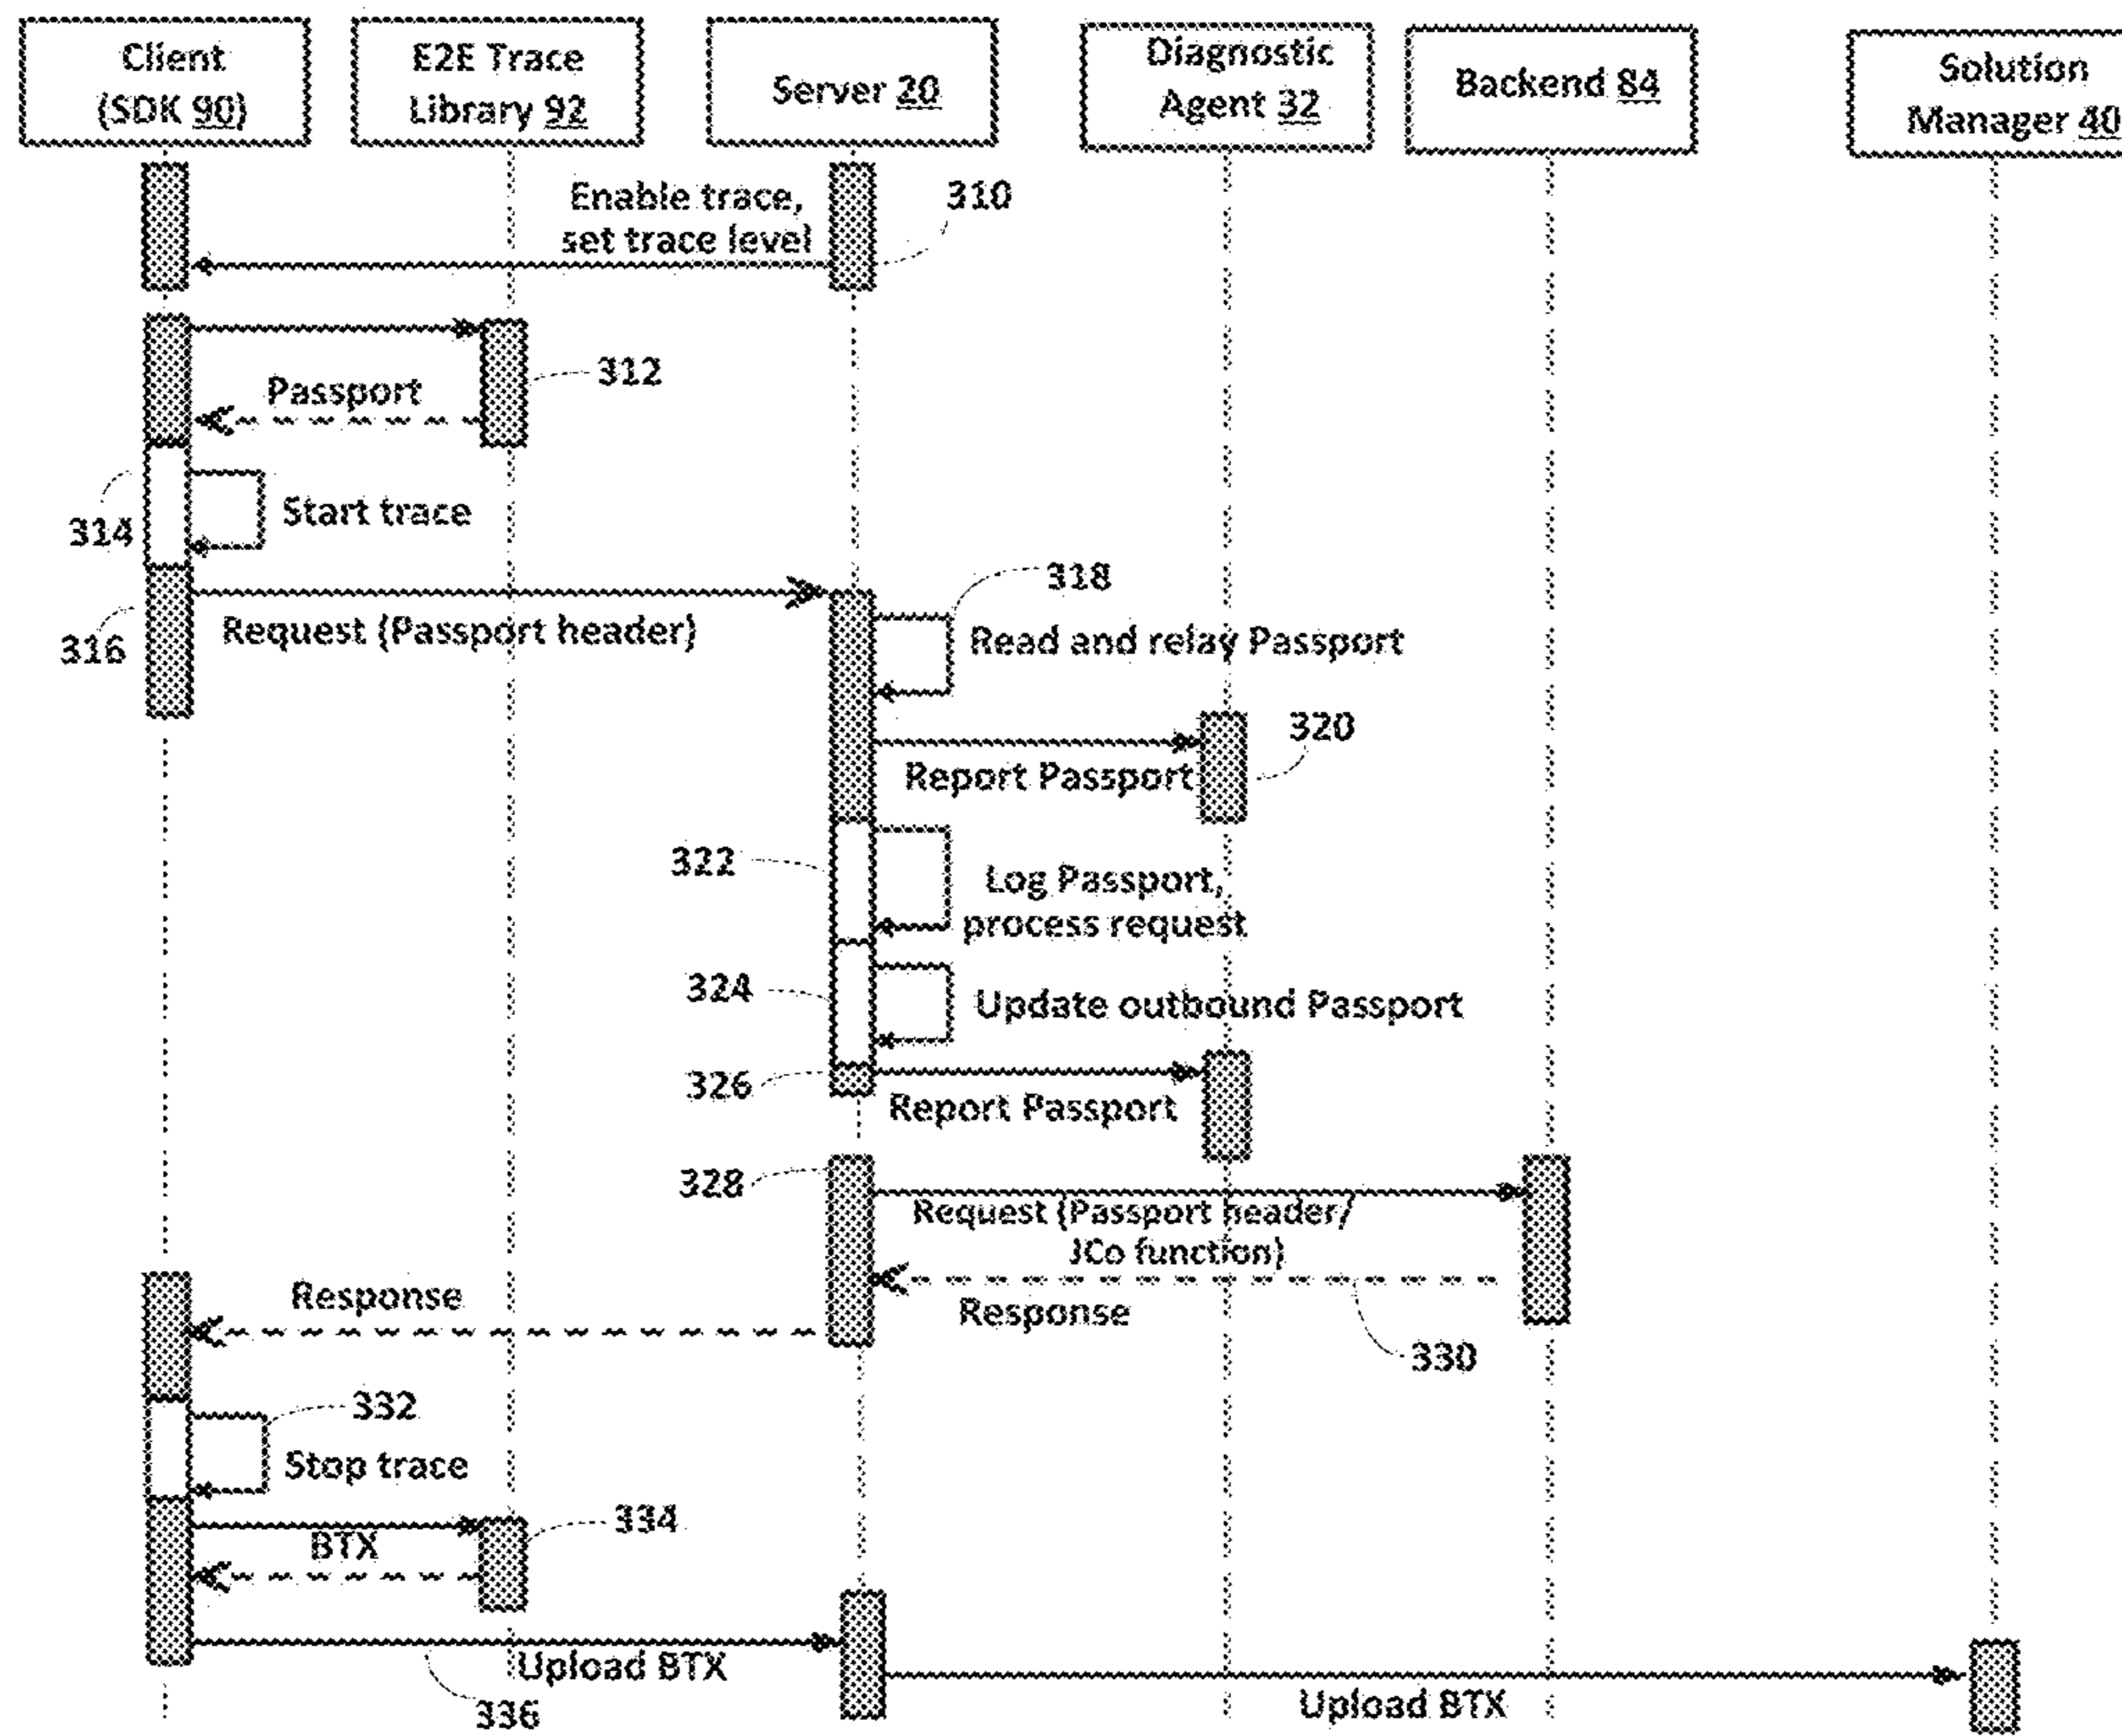 Client
(SDK 90)
E2E Trace
Library 92
Server 20
Diagnostic
Agent 32
Backend 84
Solution
Manager 40
Enable trace,
set trace level
310
312
Passport
314
Start trace
316
Request (Passport header)
318
Read and relay Passport
320
Report Passport
322
Log Passport,
process request
324
Update outbound Passport
326
Report Passport
328
Request (Passport header/
JCo function)
Response
Response
330
332
Stop trace
334
BTX
Upload BTX
336
Upload BTX